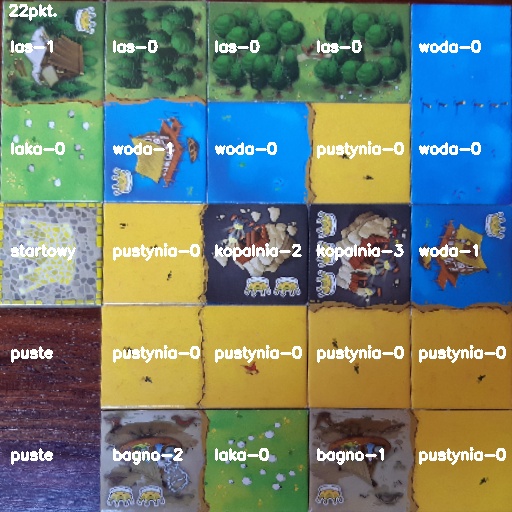 22pkt.
las-1 las-0 las-0 las-0 woda-0
laka-0 woda-1 woda-0 pustynia-0 woda-0
startowy pustynia-0 kopalnia-2 kopalnia-3 woda-1
puste pustynia-0 pustynia-0 pustynia-0 pustynia-0
puste bagno-2 laka-0 bagno-1 pustynia-0